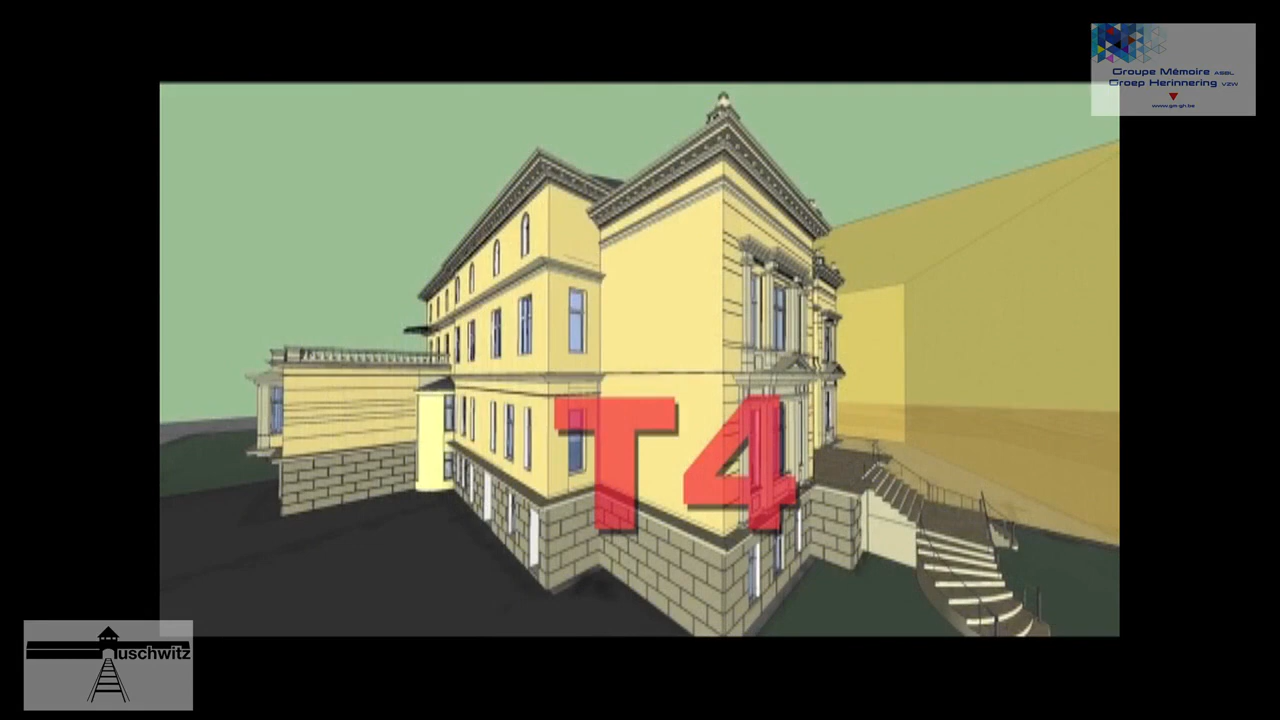 Groupe Mémoire ASBL
Groep Herinnering VZW
www.gm-gh.be
T4
uschwitz